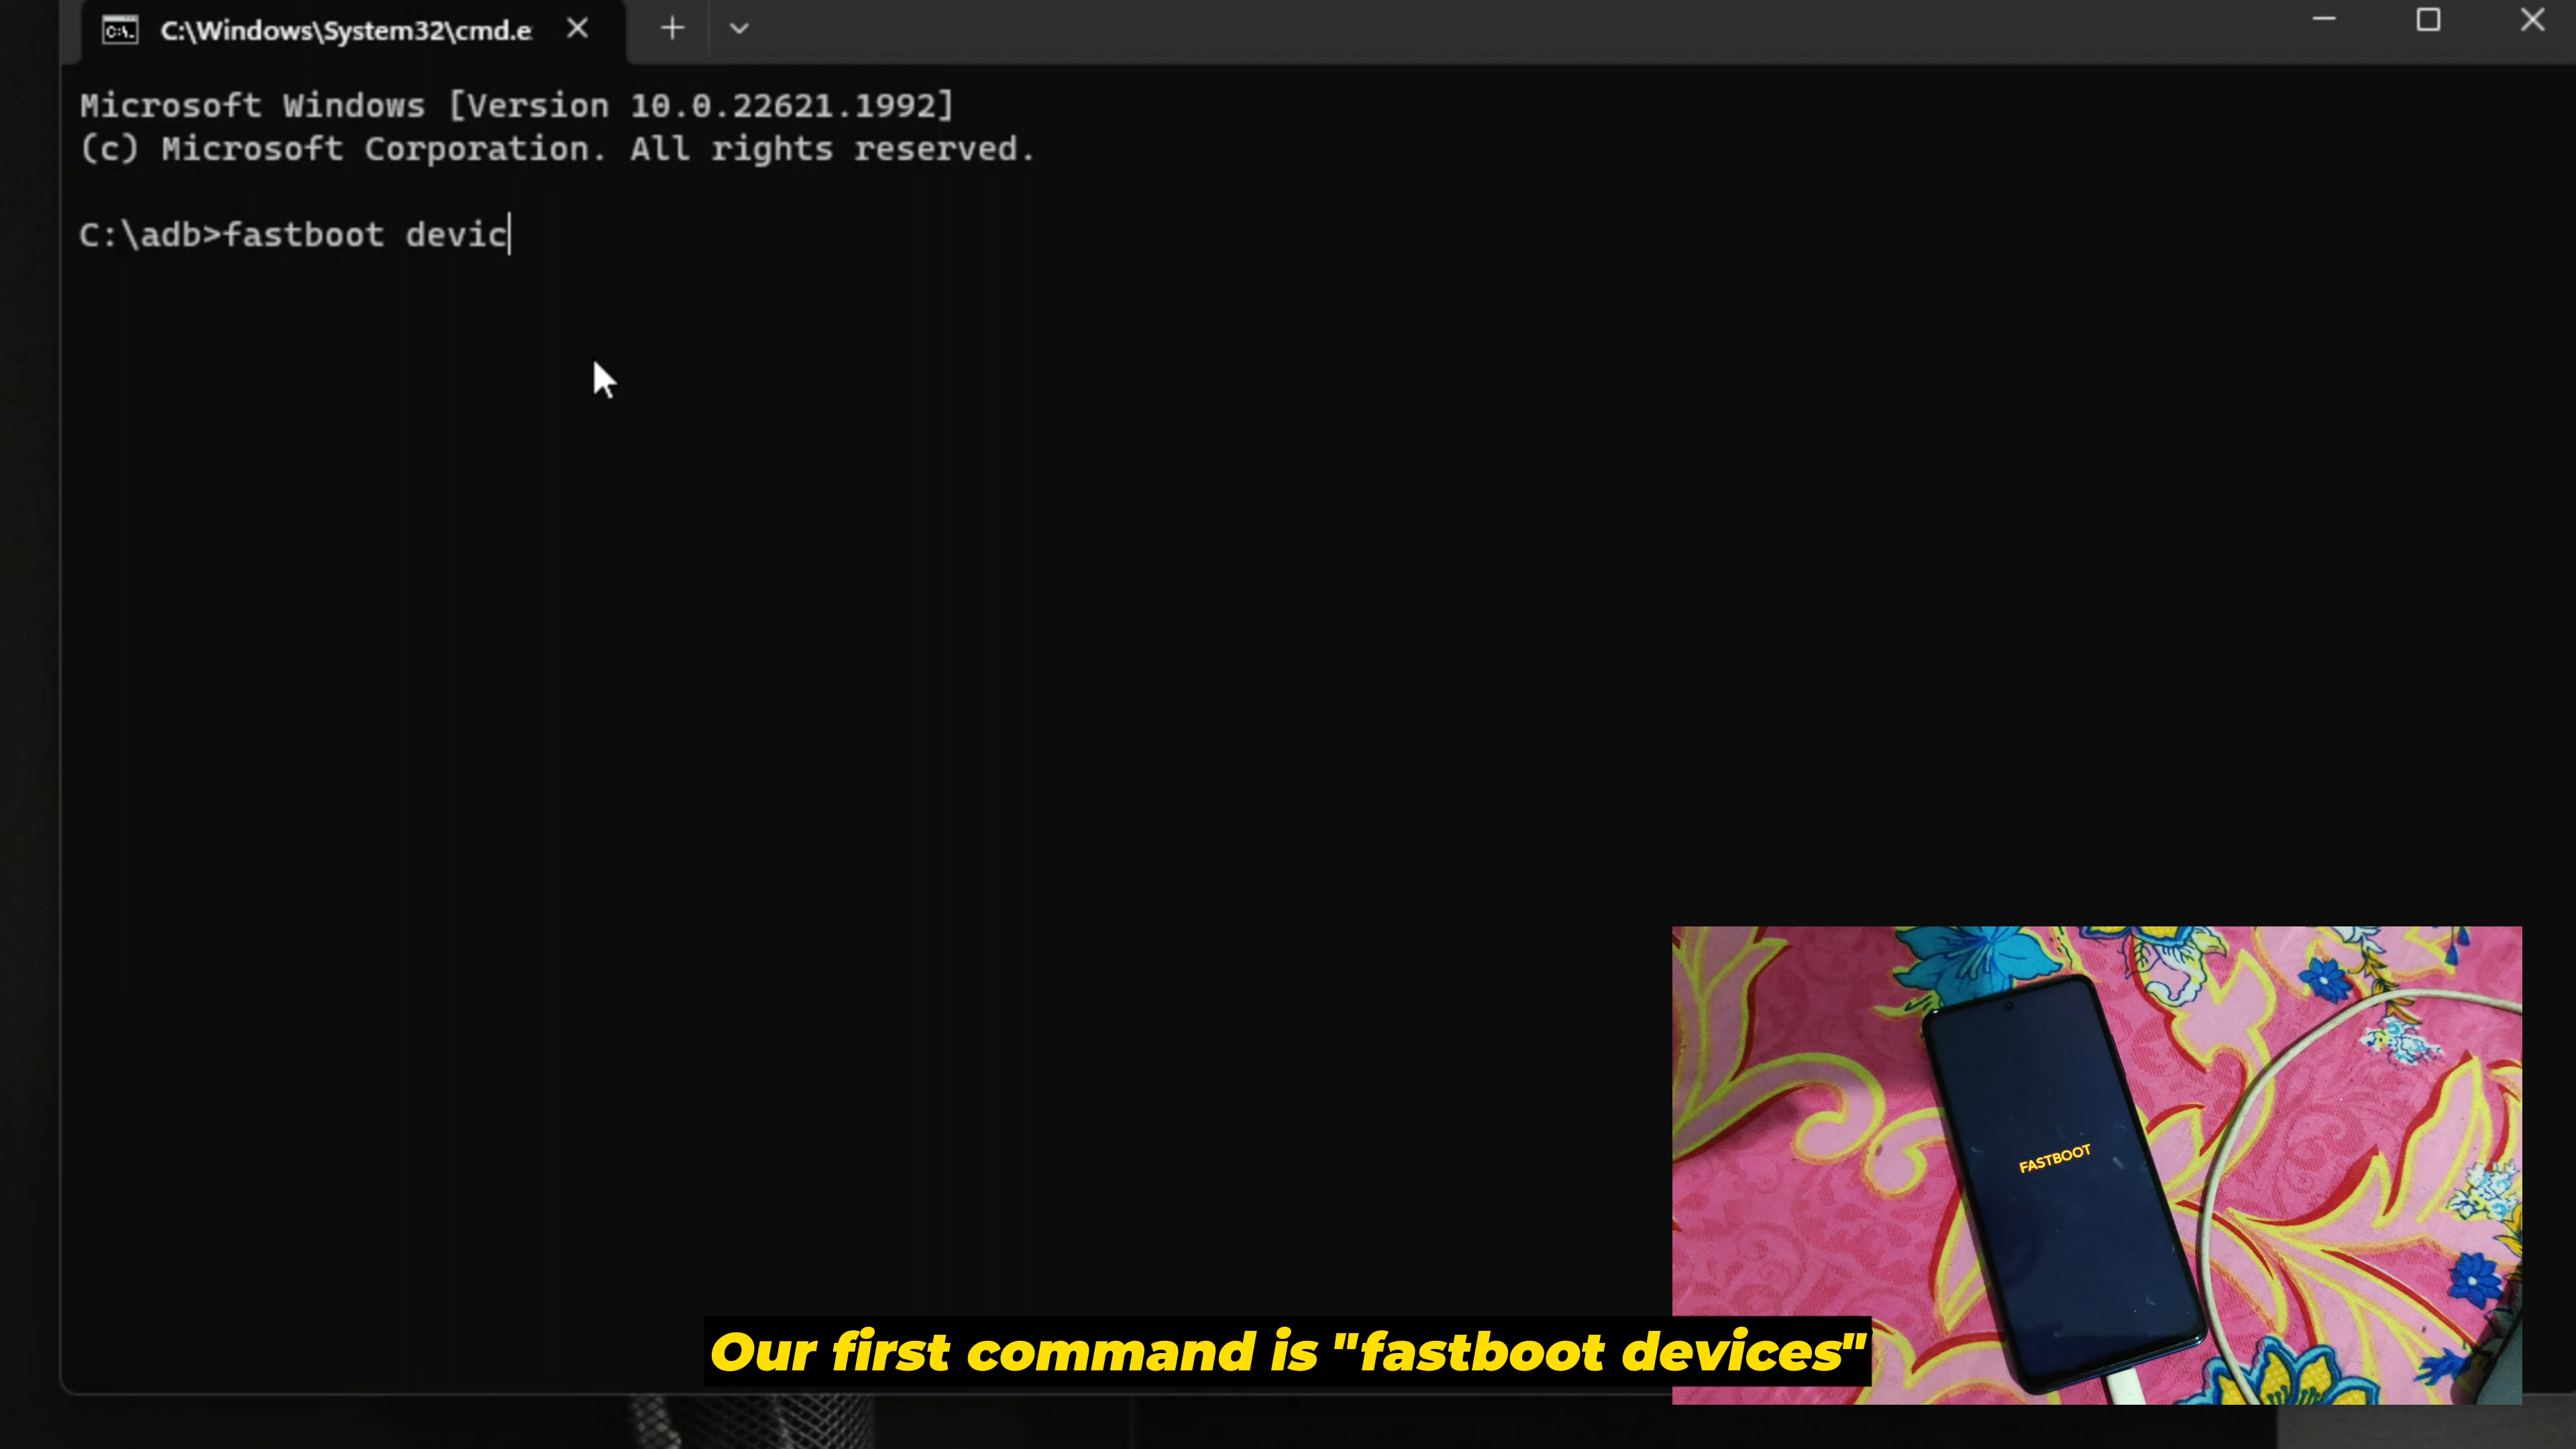 C:\Windows\System32\cmd.e
Microsoft Windows [Version 10.0.22621.1992]
(c) Microsoft Corporation. All rights reserved.
C:\adb>fastboot devic
FASTBOOT
Our first command is "fastboot devices"